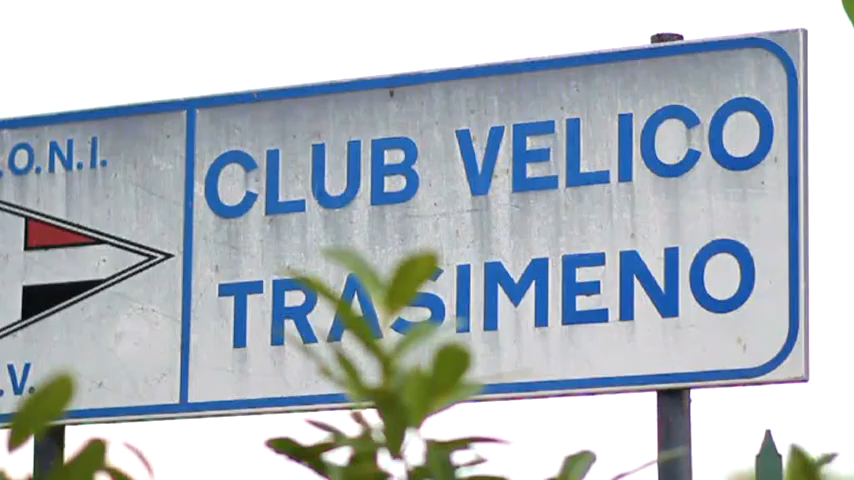 .O.N.I.
CLUB VELICO
TRASIMENO
.V.